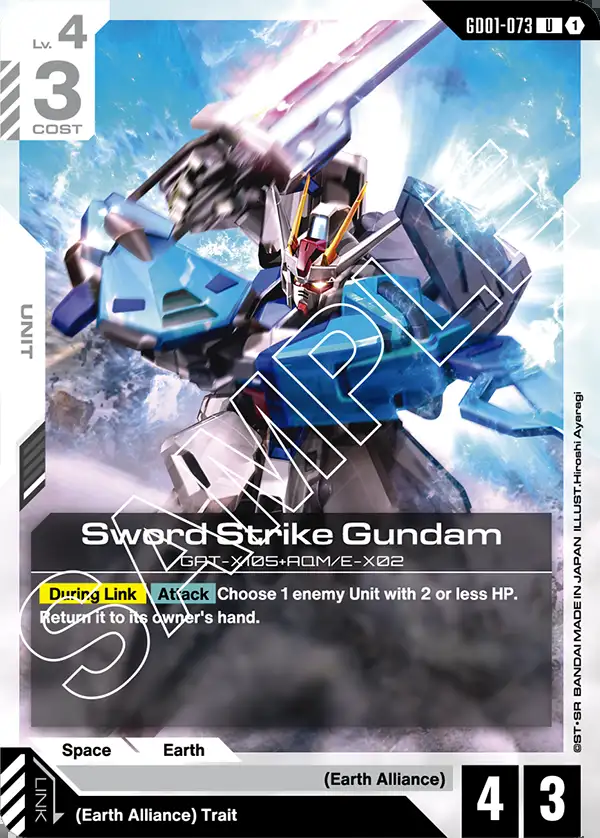 GD01-073 U 1
Lv. 4
3
COST
UNIT
SAMPLE
Sword Strike Gundam
GAT-X105+AQM/E-X02
During Link Attack Choose 1 enemy Unit with 2 or less HP.
Return it to its owner's hand.
©ST・SR BANDAI MADE IN JAPAN ILLUST.Hiroshi Ayaragi
Space Earth
(Earth Alliance)
LINK
(Earth Alliance) Trait
4 3